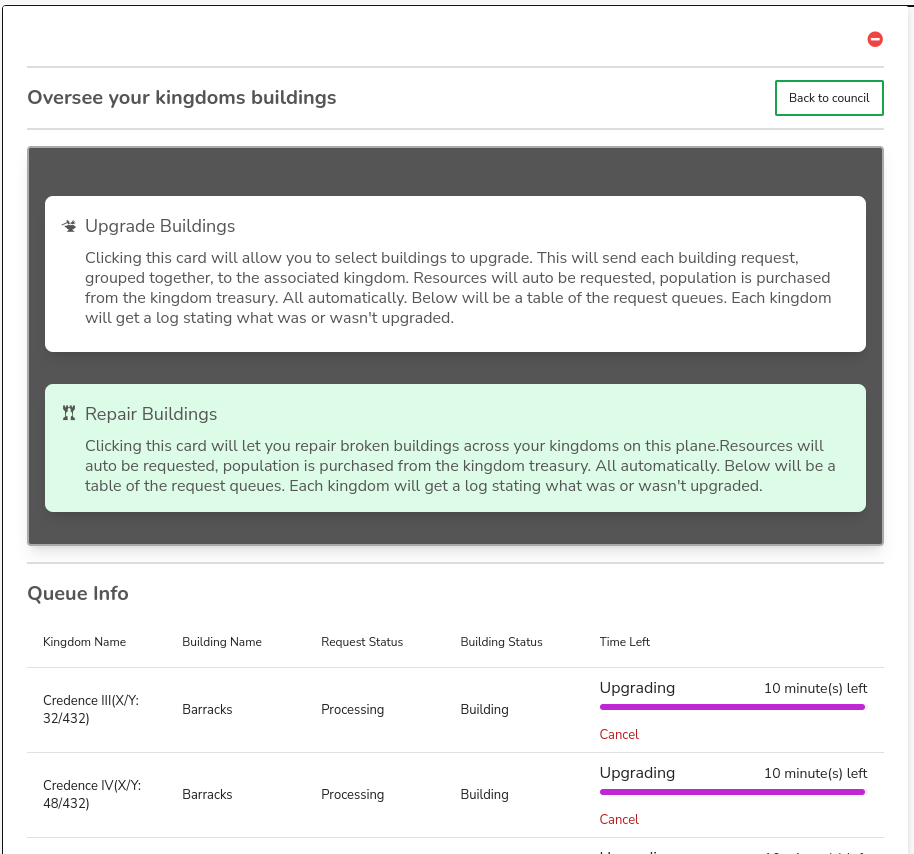 Oversee your kingdoms buildings
Back to council
Upgrade Buildings
Clicking this card will allow you to select buildings to upgrade. This will send each building request,
grouped together, to the associated kingdom. Resources will auto be requested, population is purchased
from the kingdom treasury. All automatically. Below will be a table of the request queues. Each kingdom
will get a log stating what was or wasn't upgraded.
Repair Buildings
Clicking this card will let you repair broken buildings across your kingdoms on this plane.Resources will
auto be requested, population is purchased from the kingdom treasury. All automatically. Below will be a
table of the request queues. Each kingdom will get a log stating what was or wasn't upgraded.
Queue Info
Kingdom Name Building Name Request Status Building Status Time Left
Credence III(X/Y:
32/432)
Barracks
Processing
Building
Upgrading 10 minute(s) left
Cancel
Credence IV(X/Y:
48/432)
Barracks
Processing
Building
Upgrading 10 minute(s) left
Cancel